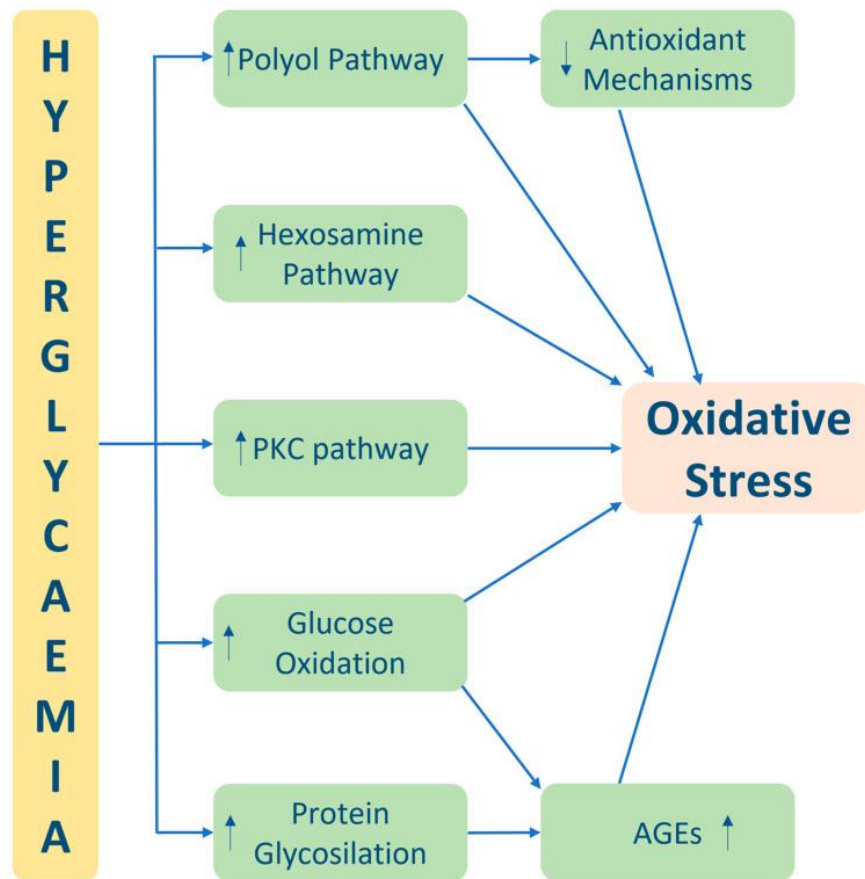 HYPERGLYCAEMIA
↑Polyol Pathway
↓ Antioxidant
Mechanisms
↑ Hexosamine
Pathway
↑PKC pathway
Oxidative
Stress
↑ Glucose
Oxidation
↑ Protein
Glycosilation
AGEs ↑